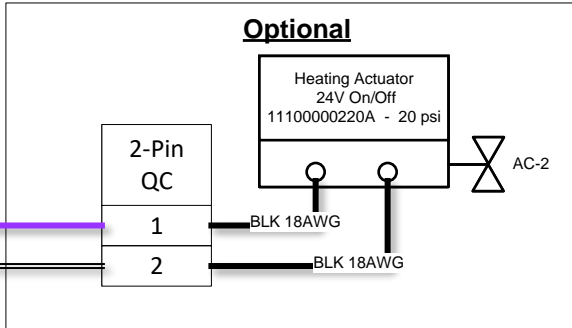 Optional
Heating Actuator
24V On/Off
11100000220A - 20 psi
AC-2
2-Pin
QC
1
BLK 18AWG
2
BLK 18AWG